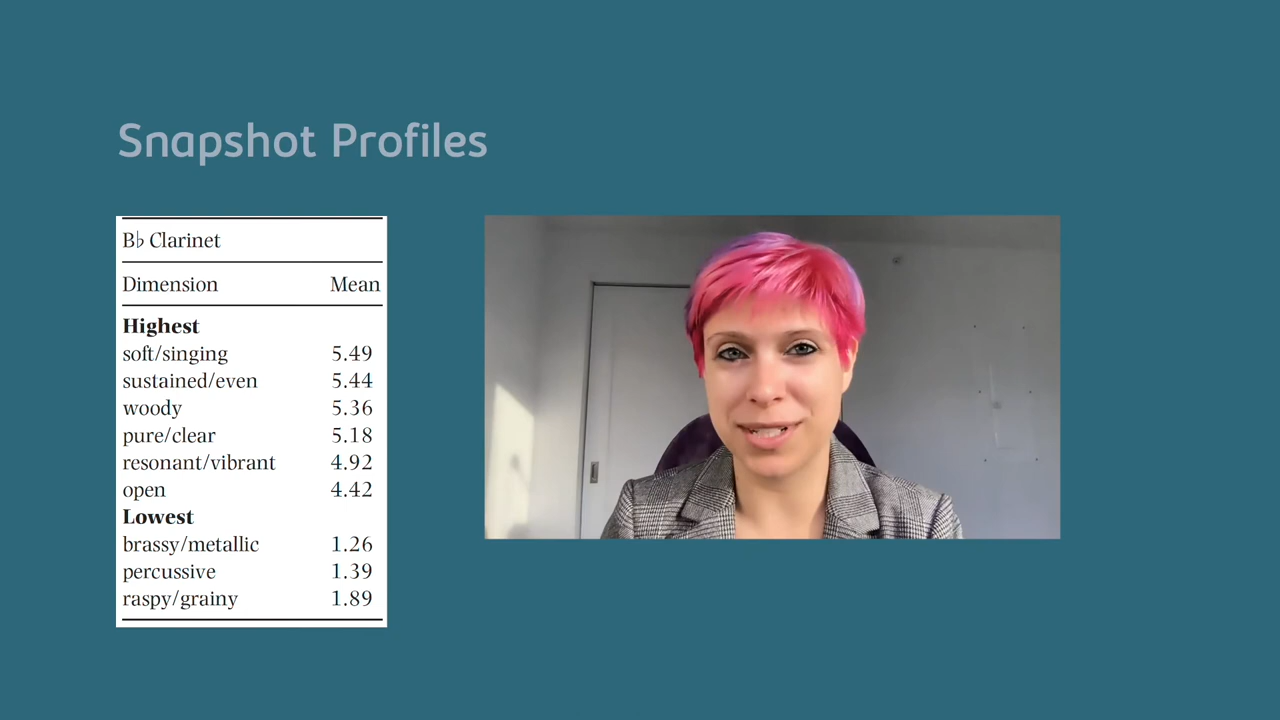 Snapshot Profiles
B♭ Clarinet
Dimension Mean
Highest
soft/singing 5.49
sustained/even 5.44
woody 5.36
pure/clear 5.18
resonant/vibrant 4.92
open 4.42
Lowest
brassy/metallic 1.26
percussive 1.39
raspy/grainy 1.89